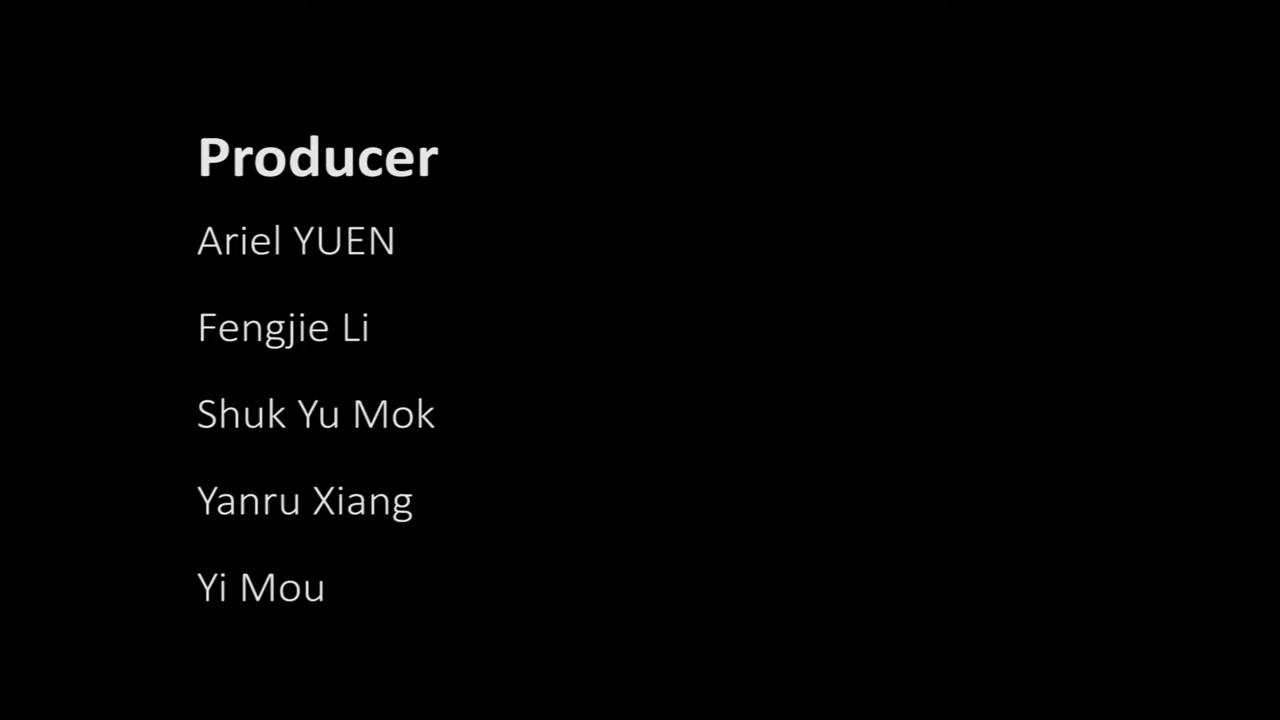 Producer
Ariel YUEN
Fengjie Li
Shuk Yu Mok
Yanru Xiang
Yi Mou